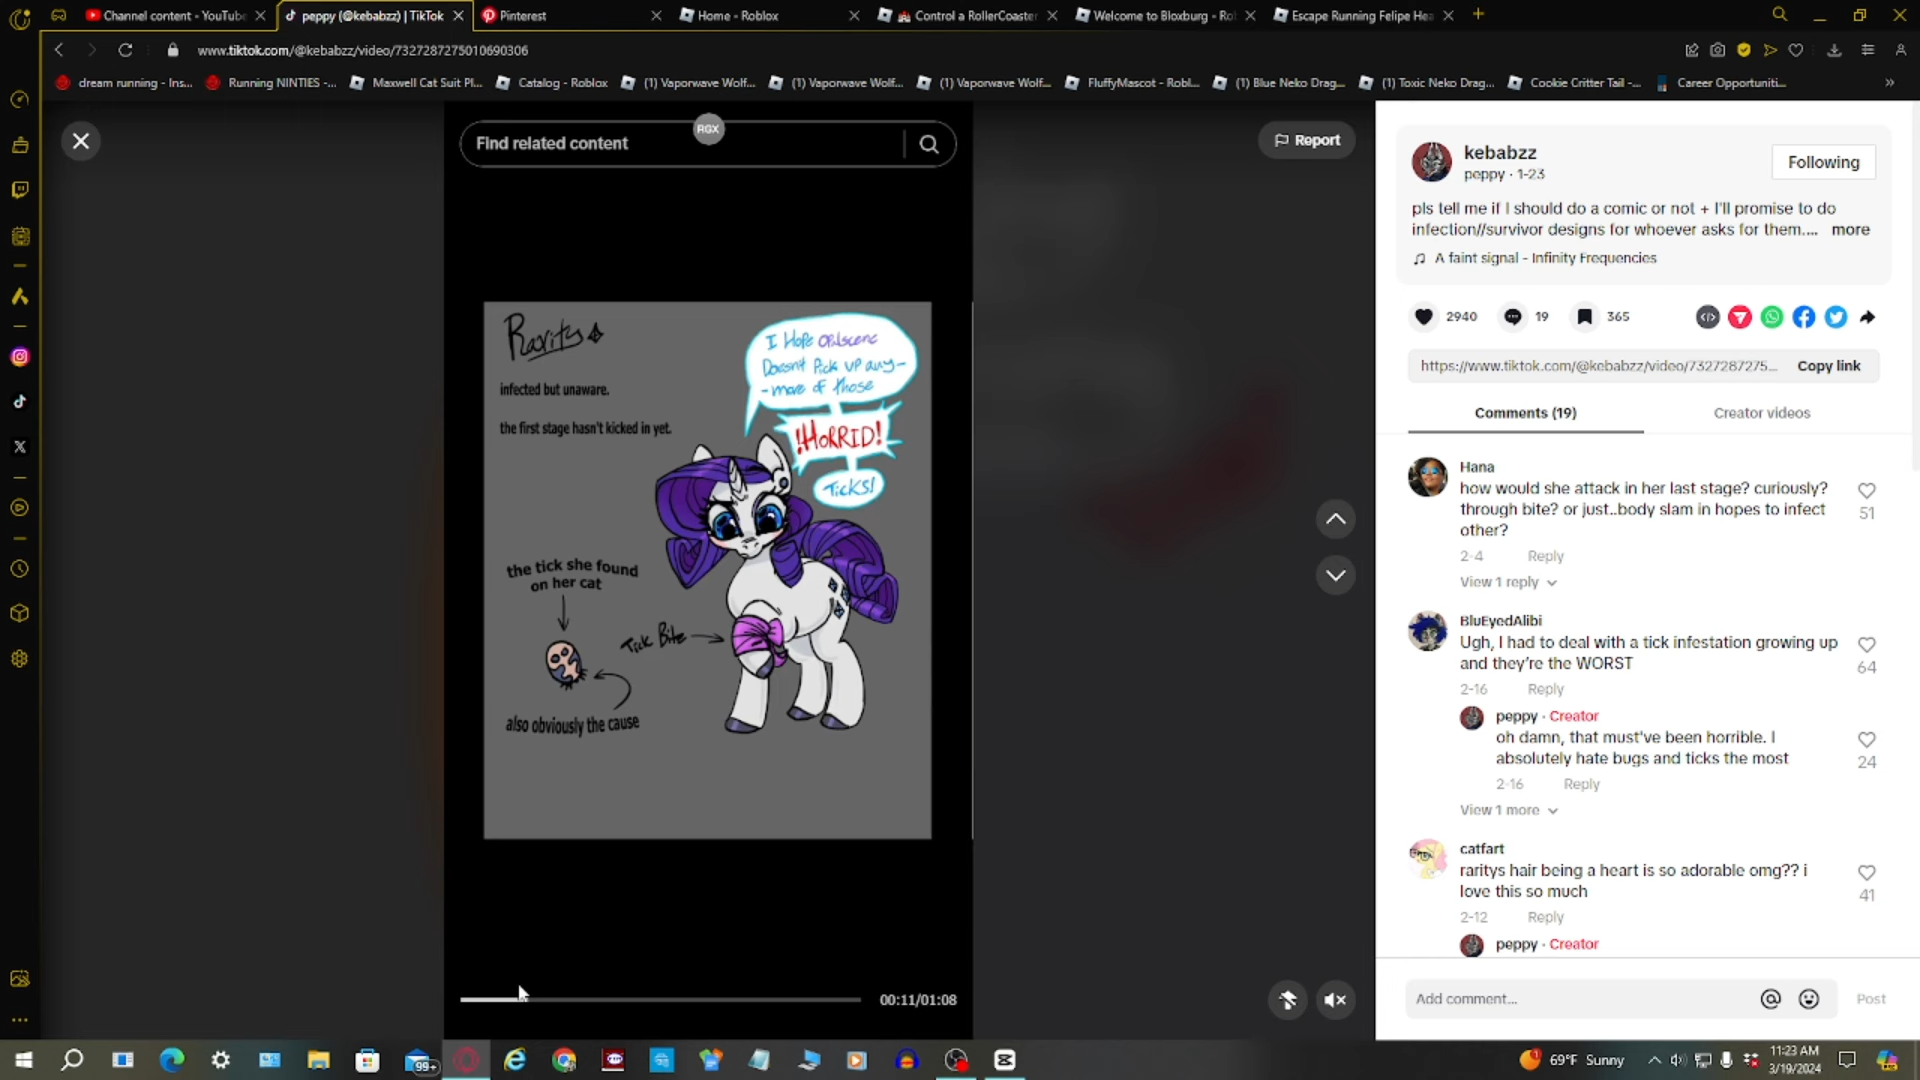 Channel content - YouTube
peppy (@kebabzz) | TikTok
Pinterest
Home - Roblox
Control a RollerCoaster
Welcome to Bloxburg - Ro
Escape Running Felipe Hea
www.tiktok.com/@kebabzz/video/7327287275010690306
dream running - Ins...
Running NINTIES -...
Maxwell Cat Suit Pl...
Catalog - Roblox
(1) Vaporwave Wolf...
(1) Vaporwave Wolf...
(1) Vaporwave Wolf...
FluffyMascot - Robl...
(1) Blue Neko Drag...
(1) Toxic Neko Drag...
Cookie Critter Tail -...
Career Opportuniti...
Find related content
RGX
Report
Rarity
infected but unaware.
the first stage hasn't kicked in yet.
I Hope Opalscene
Doesnt Pick up any-
-more of those
!HORRID!
Ticks!
the tick she found
on her cat
Tick Bite
also obviously the cause
00:11/01:08
kebabzz
peppy · 1-23
Following
pls tell me if I should do a comic or not + I'll promise to do
infection//survivor designs for whoever asks for them.... more
A faint signal - Infinity Frequencies
2940
19
365
https://www.tiktok.com/@kebabzz/video/7327287275...
Copy link
Comments (19)
Creator videos
Hana
how would she attack in her last stage? curiously?
through bite? or just..body slam in hopes to infect
other?
51
2-4 Reply
View 1 reply
BluEyedAlibi
Ugh, I had to deal with a tick infestation growing up
and they're the WORST
64
2-16 Reply
peppy · Creator
oh damn, that must've been horrible. I
absolutely hate bugs and ticks the most
24
2-16 Reply
View 1 more
catfart
raritys hair being a heart is so adorable omg?? i
love this so much
41
2-12 Reply
peppy · Creator
Add comment...
Post
99+
69°F Sunny
11:23 AM
3/19/2024